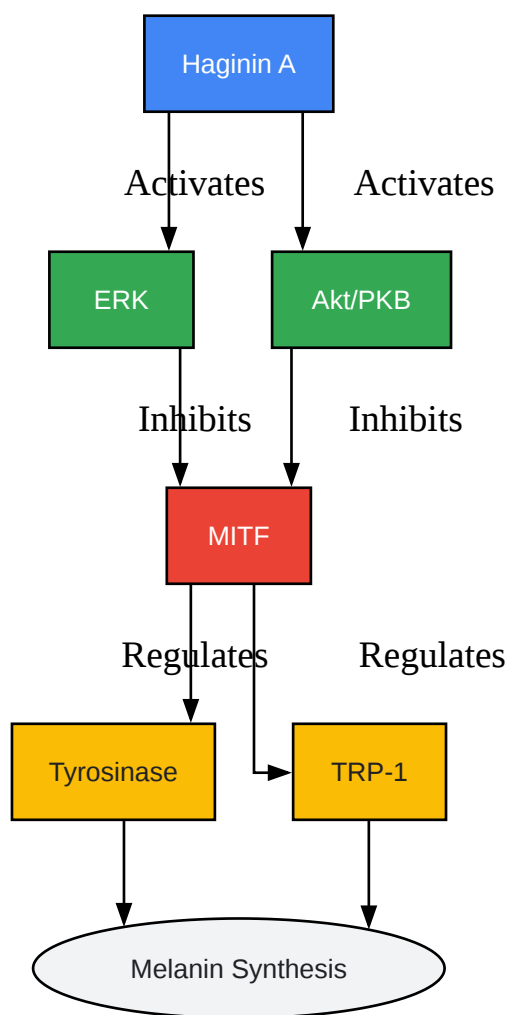 Haginin A
Activates Activates
ERK Akt/PKB
Inhibits Inhibits
MITF
Regulates Regulates
Tyrosinase TRP-1
Melanin Synthesis